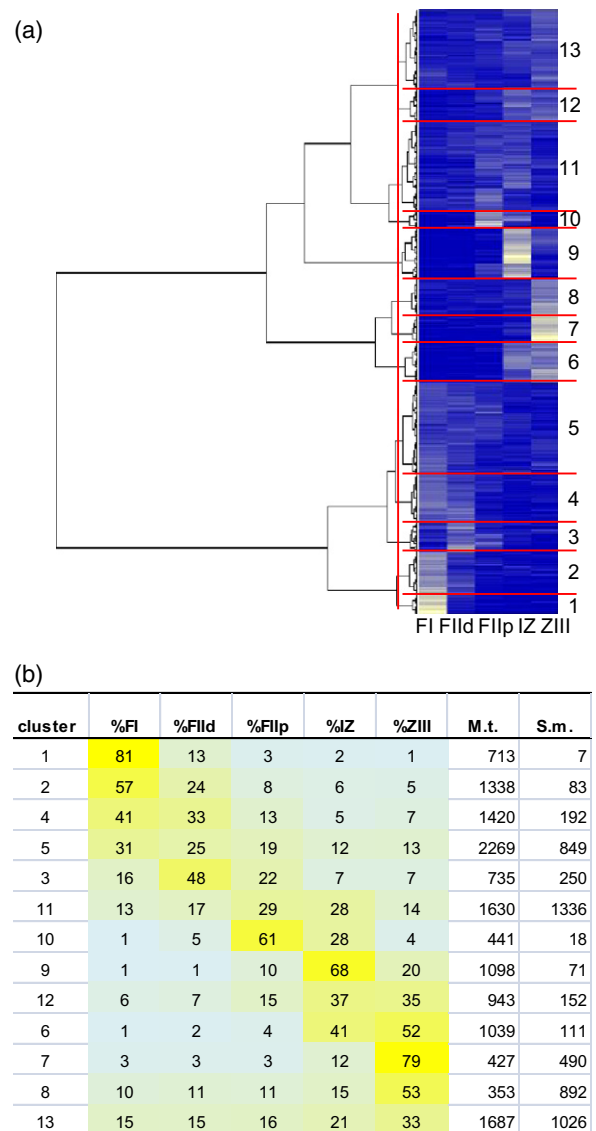 (a)
13
12
11
10
9
8
7
6
5
4
3
2
1
FI FIId FIIp IZ ZIII
(b)
cluster %FI %FIId %FIIp %IZ %ZIII M.t. S.m.
1 81 13 3 2 1 713 7
2 57 24 8 6 5 1338 83
4 41 33 13 5 7 1420 192
5 31 25 19 12 13 2269 849
3 16 48 22 7 7 735 250
11 13 17 29 28 14 1630 1336
10 1 5 61 28 4 441 18
9 1 1 10 68 20 1098 71
12 6 7 15 37 35 943 152
6 1 2 4 41 52 1039 111
7 3 3 3 12 79 427 490
8 10 11 11 15 53 353 892
13 15 15 16 21 33 1687 1026